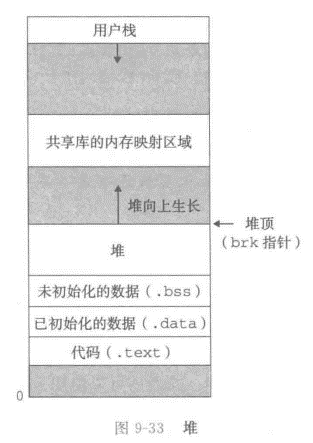 用户栈
共享库的内存映射区域
堆向上生长
堆顶
(brk 指针)
堆
未初始化的数据(.bss)
已初始化的数据(.data)
代码(.text)
0
图 9-33 堆